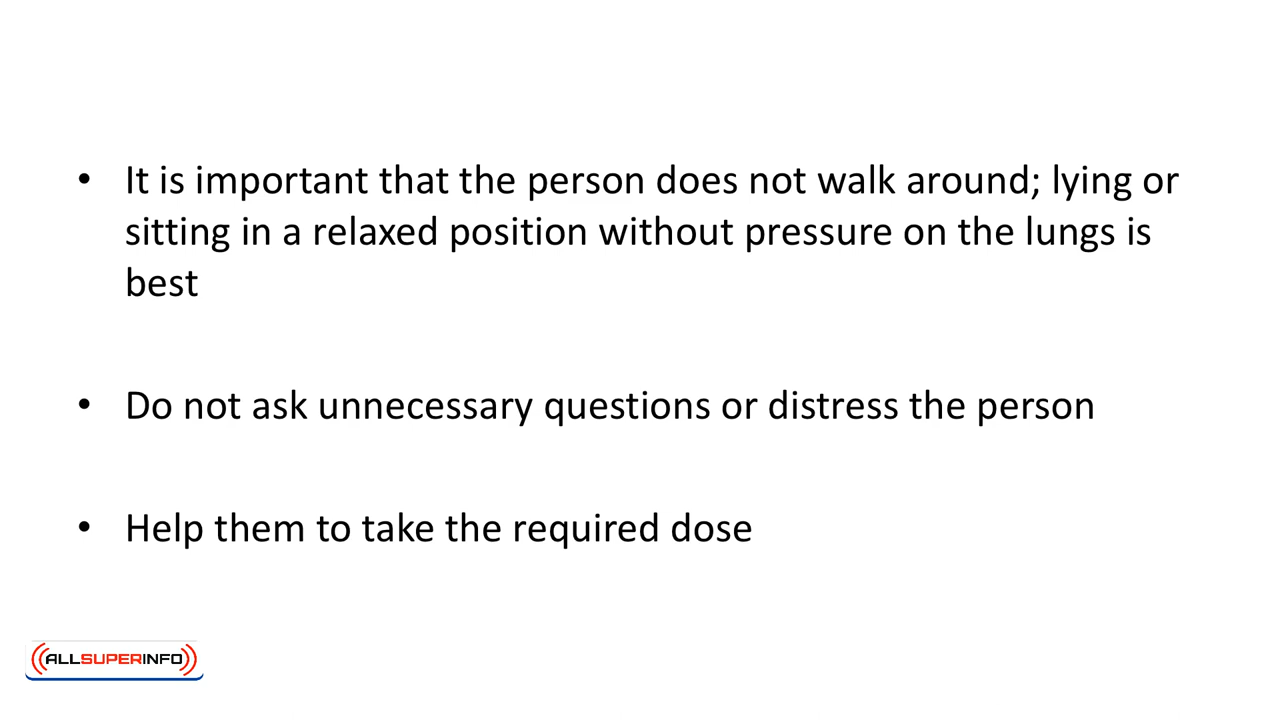 • It is important that the person does not walk around; lying or
sitting in a relaxed position without pressure on the lungs is
best
• Do not ask unnecessary questions or distress the person
• Help them to take the required dose
ALLSUPERINFO